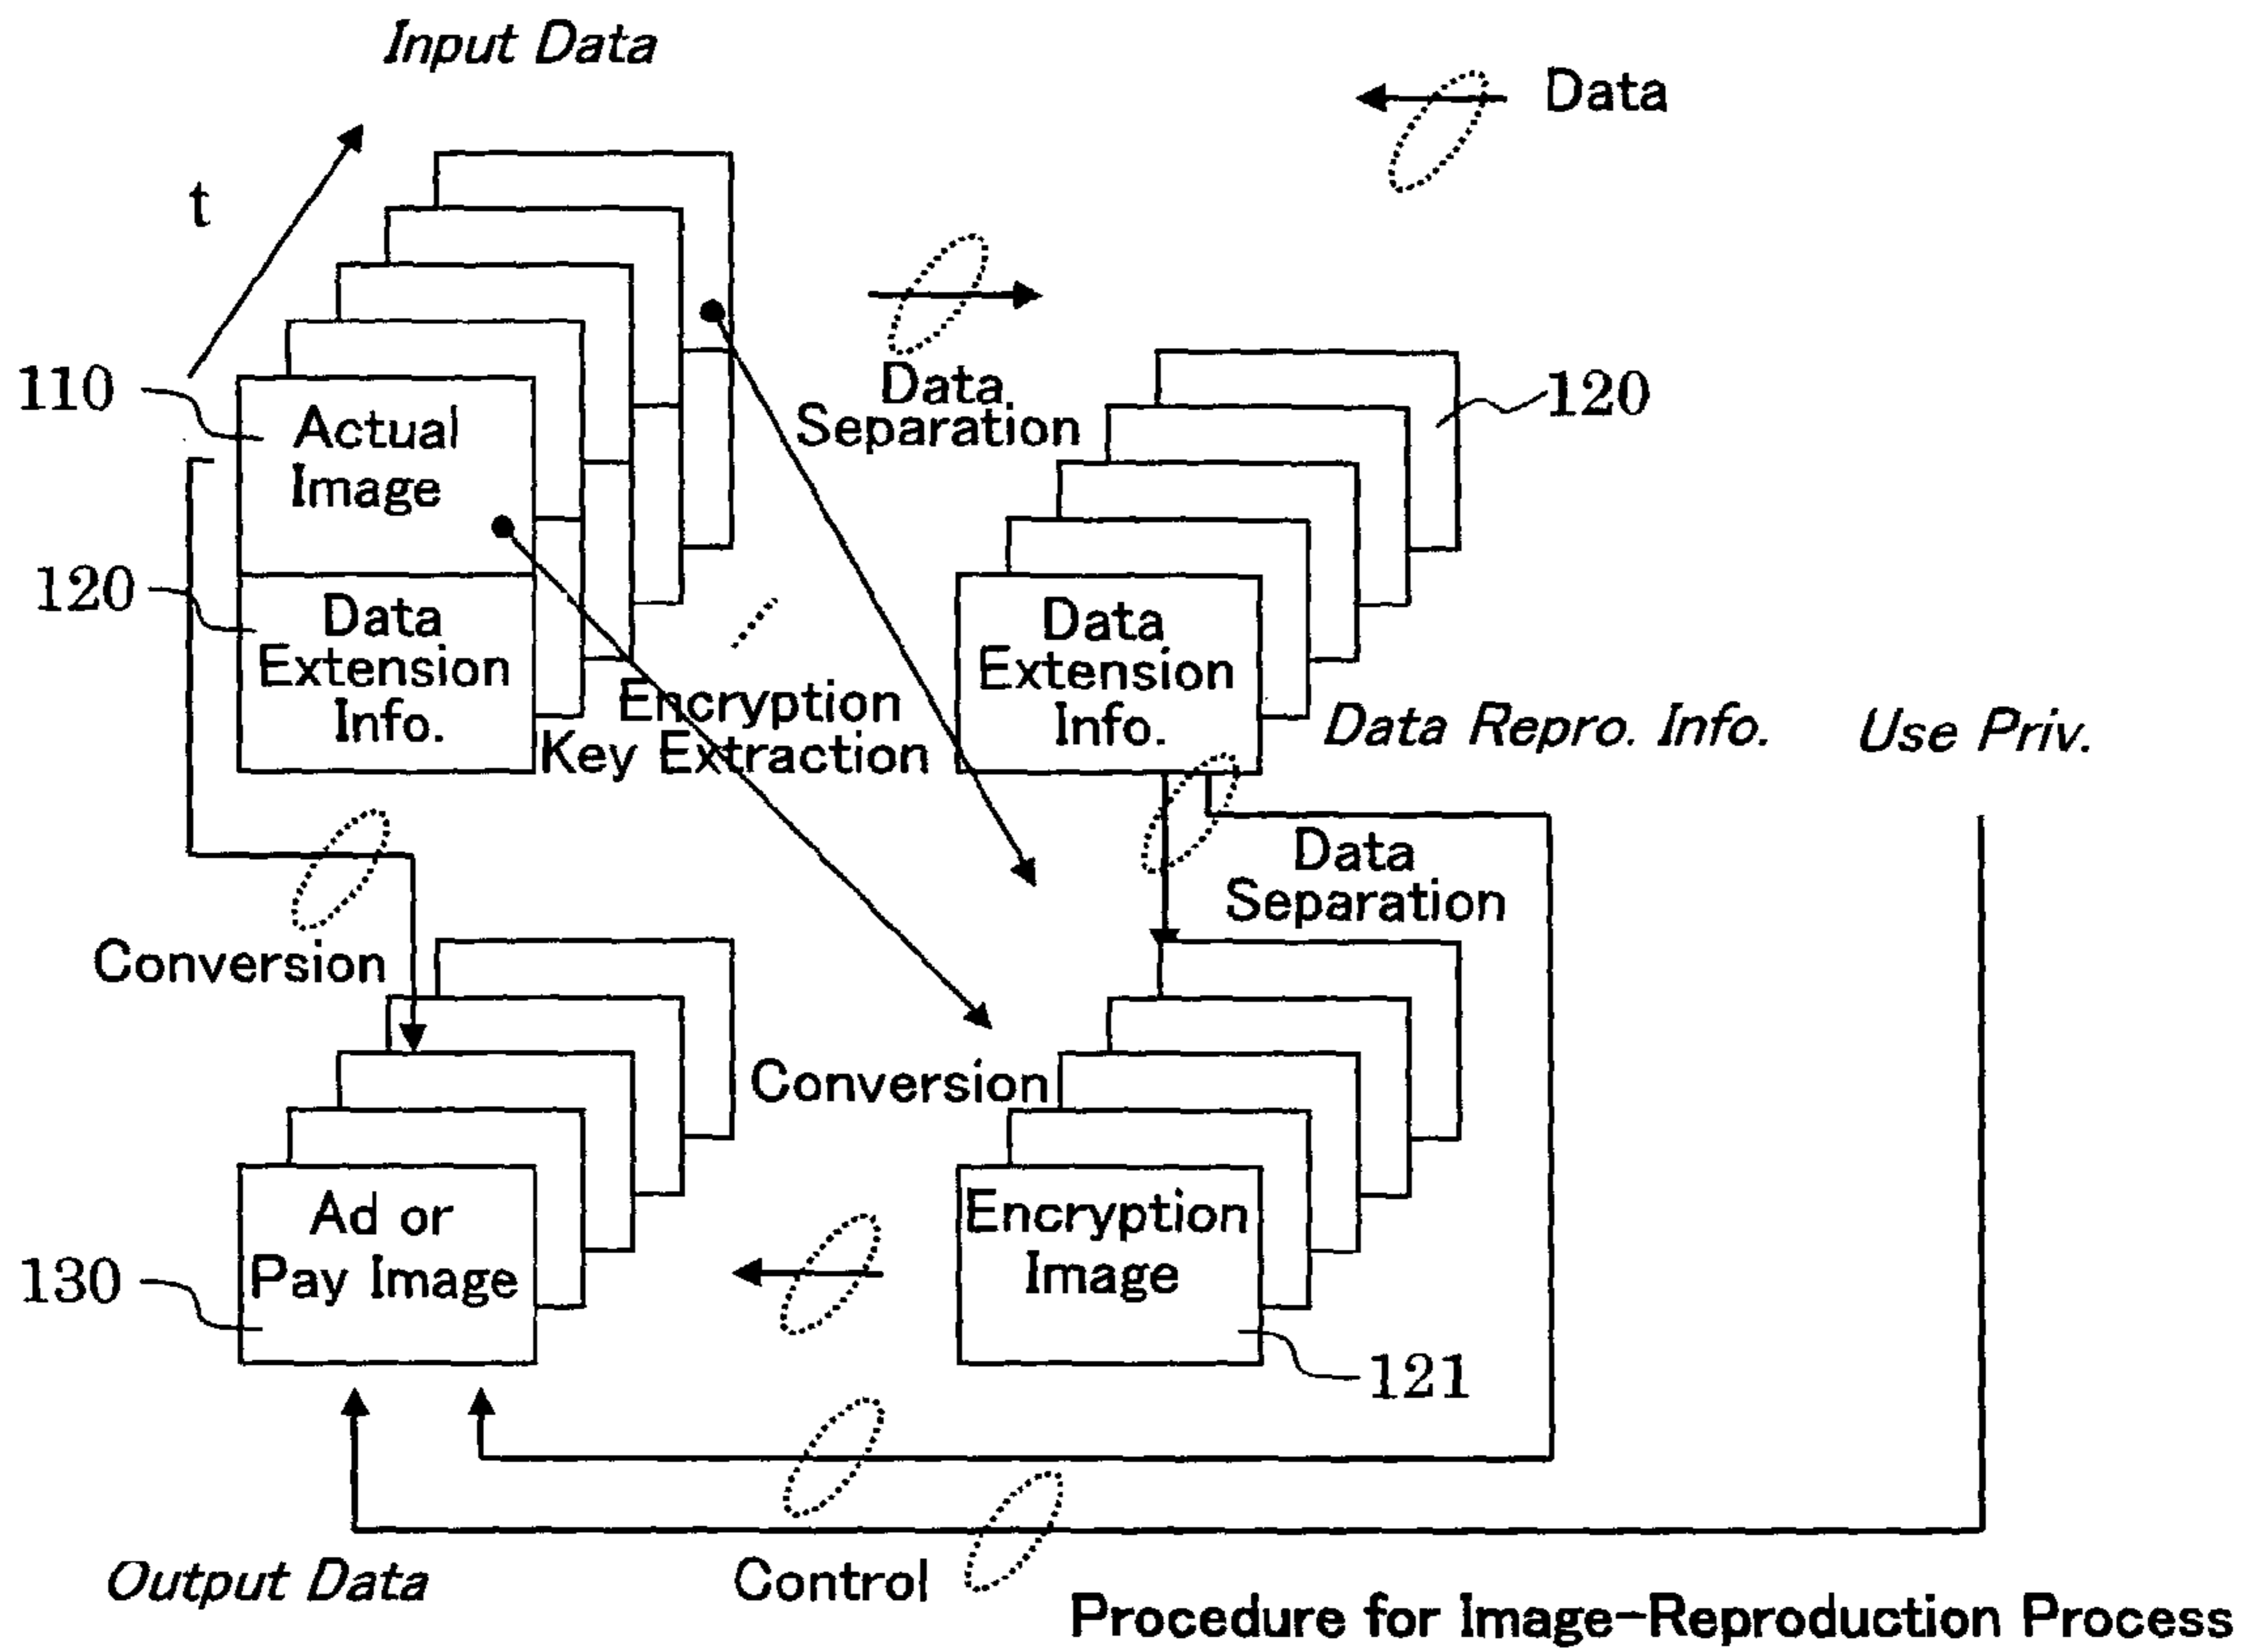 Input Data
Data
t
110
Actual
Image
Data
Separation
120
120
Data
Extension
Info.
Data
Extension
Info.
Encryption
Key Extraction
Data Repro. Info.
Use Priv.
Data
Separation
Conversion
Conversion
Ad or
Pay Image
Encryption
Image
130
121
Output Data
Control
Procedure for Image-Reproduction Process